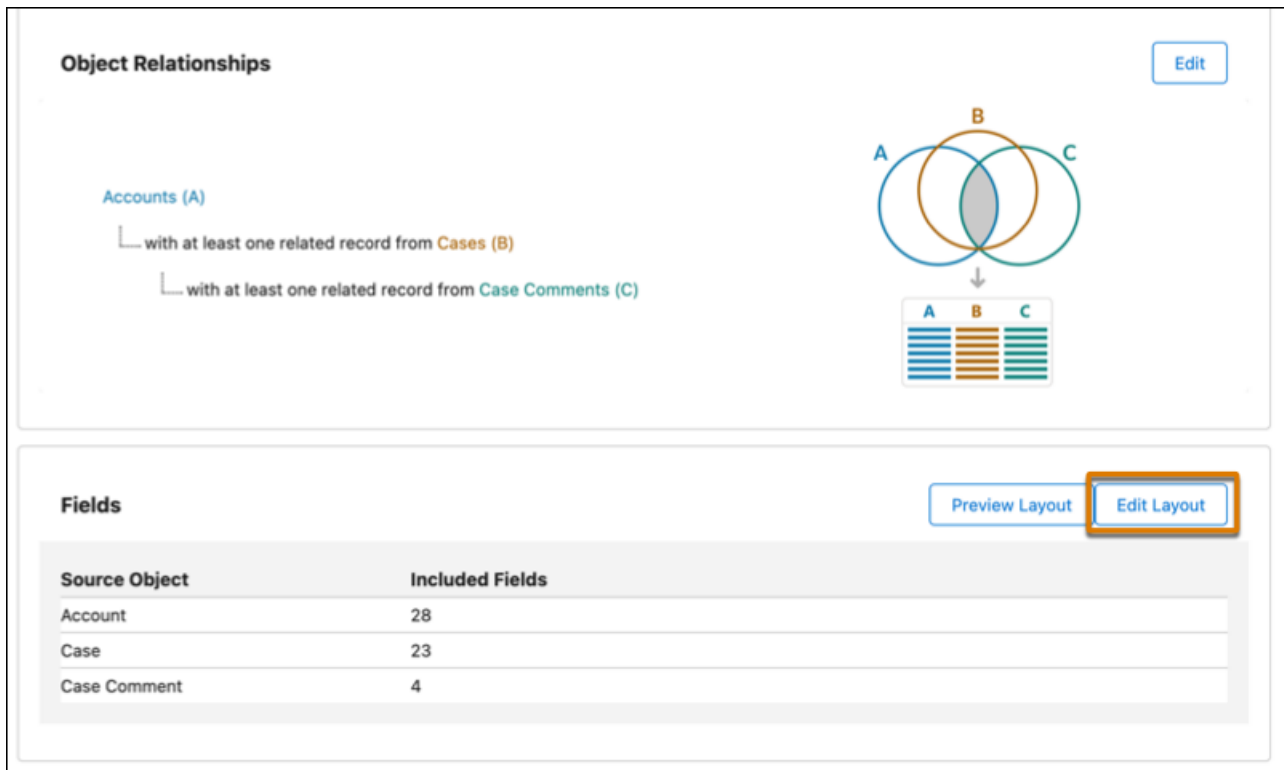 Object Relationships
Edit
B
A
C
Accounts (A)
with at least one related record from Cases (B)
with at least one related record from Case Comments (C)
A B C
Fields
Preview Layout
Edit Layout
Source Object Included Fields
Account 28
Case 23
Case Comment 4